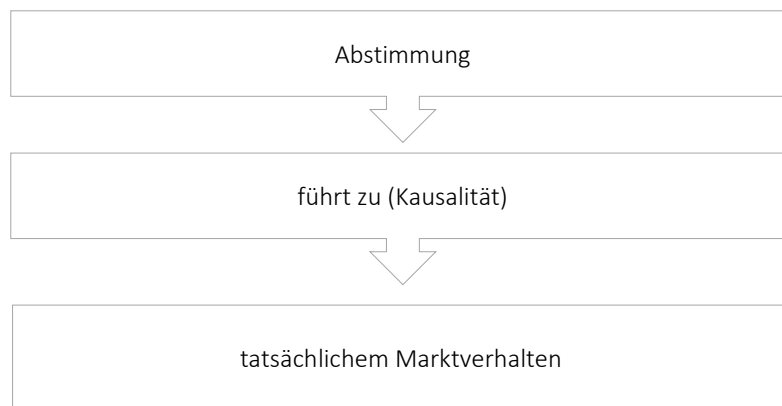 Abstimmung
führt zu (Kausalität)
tatsächlichem Marktverhalten